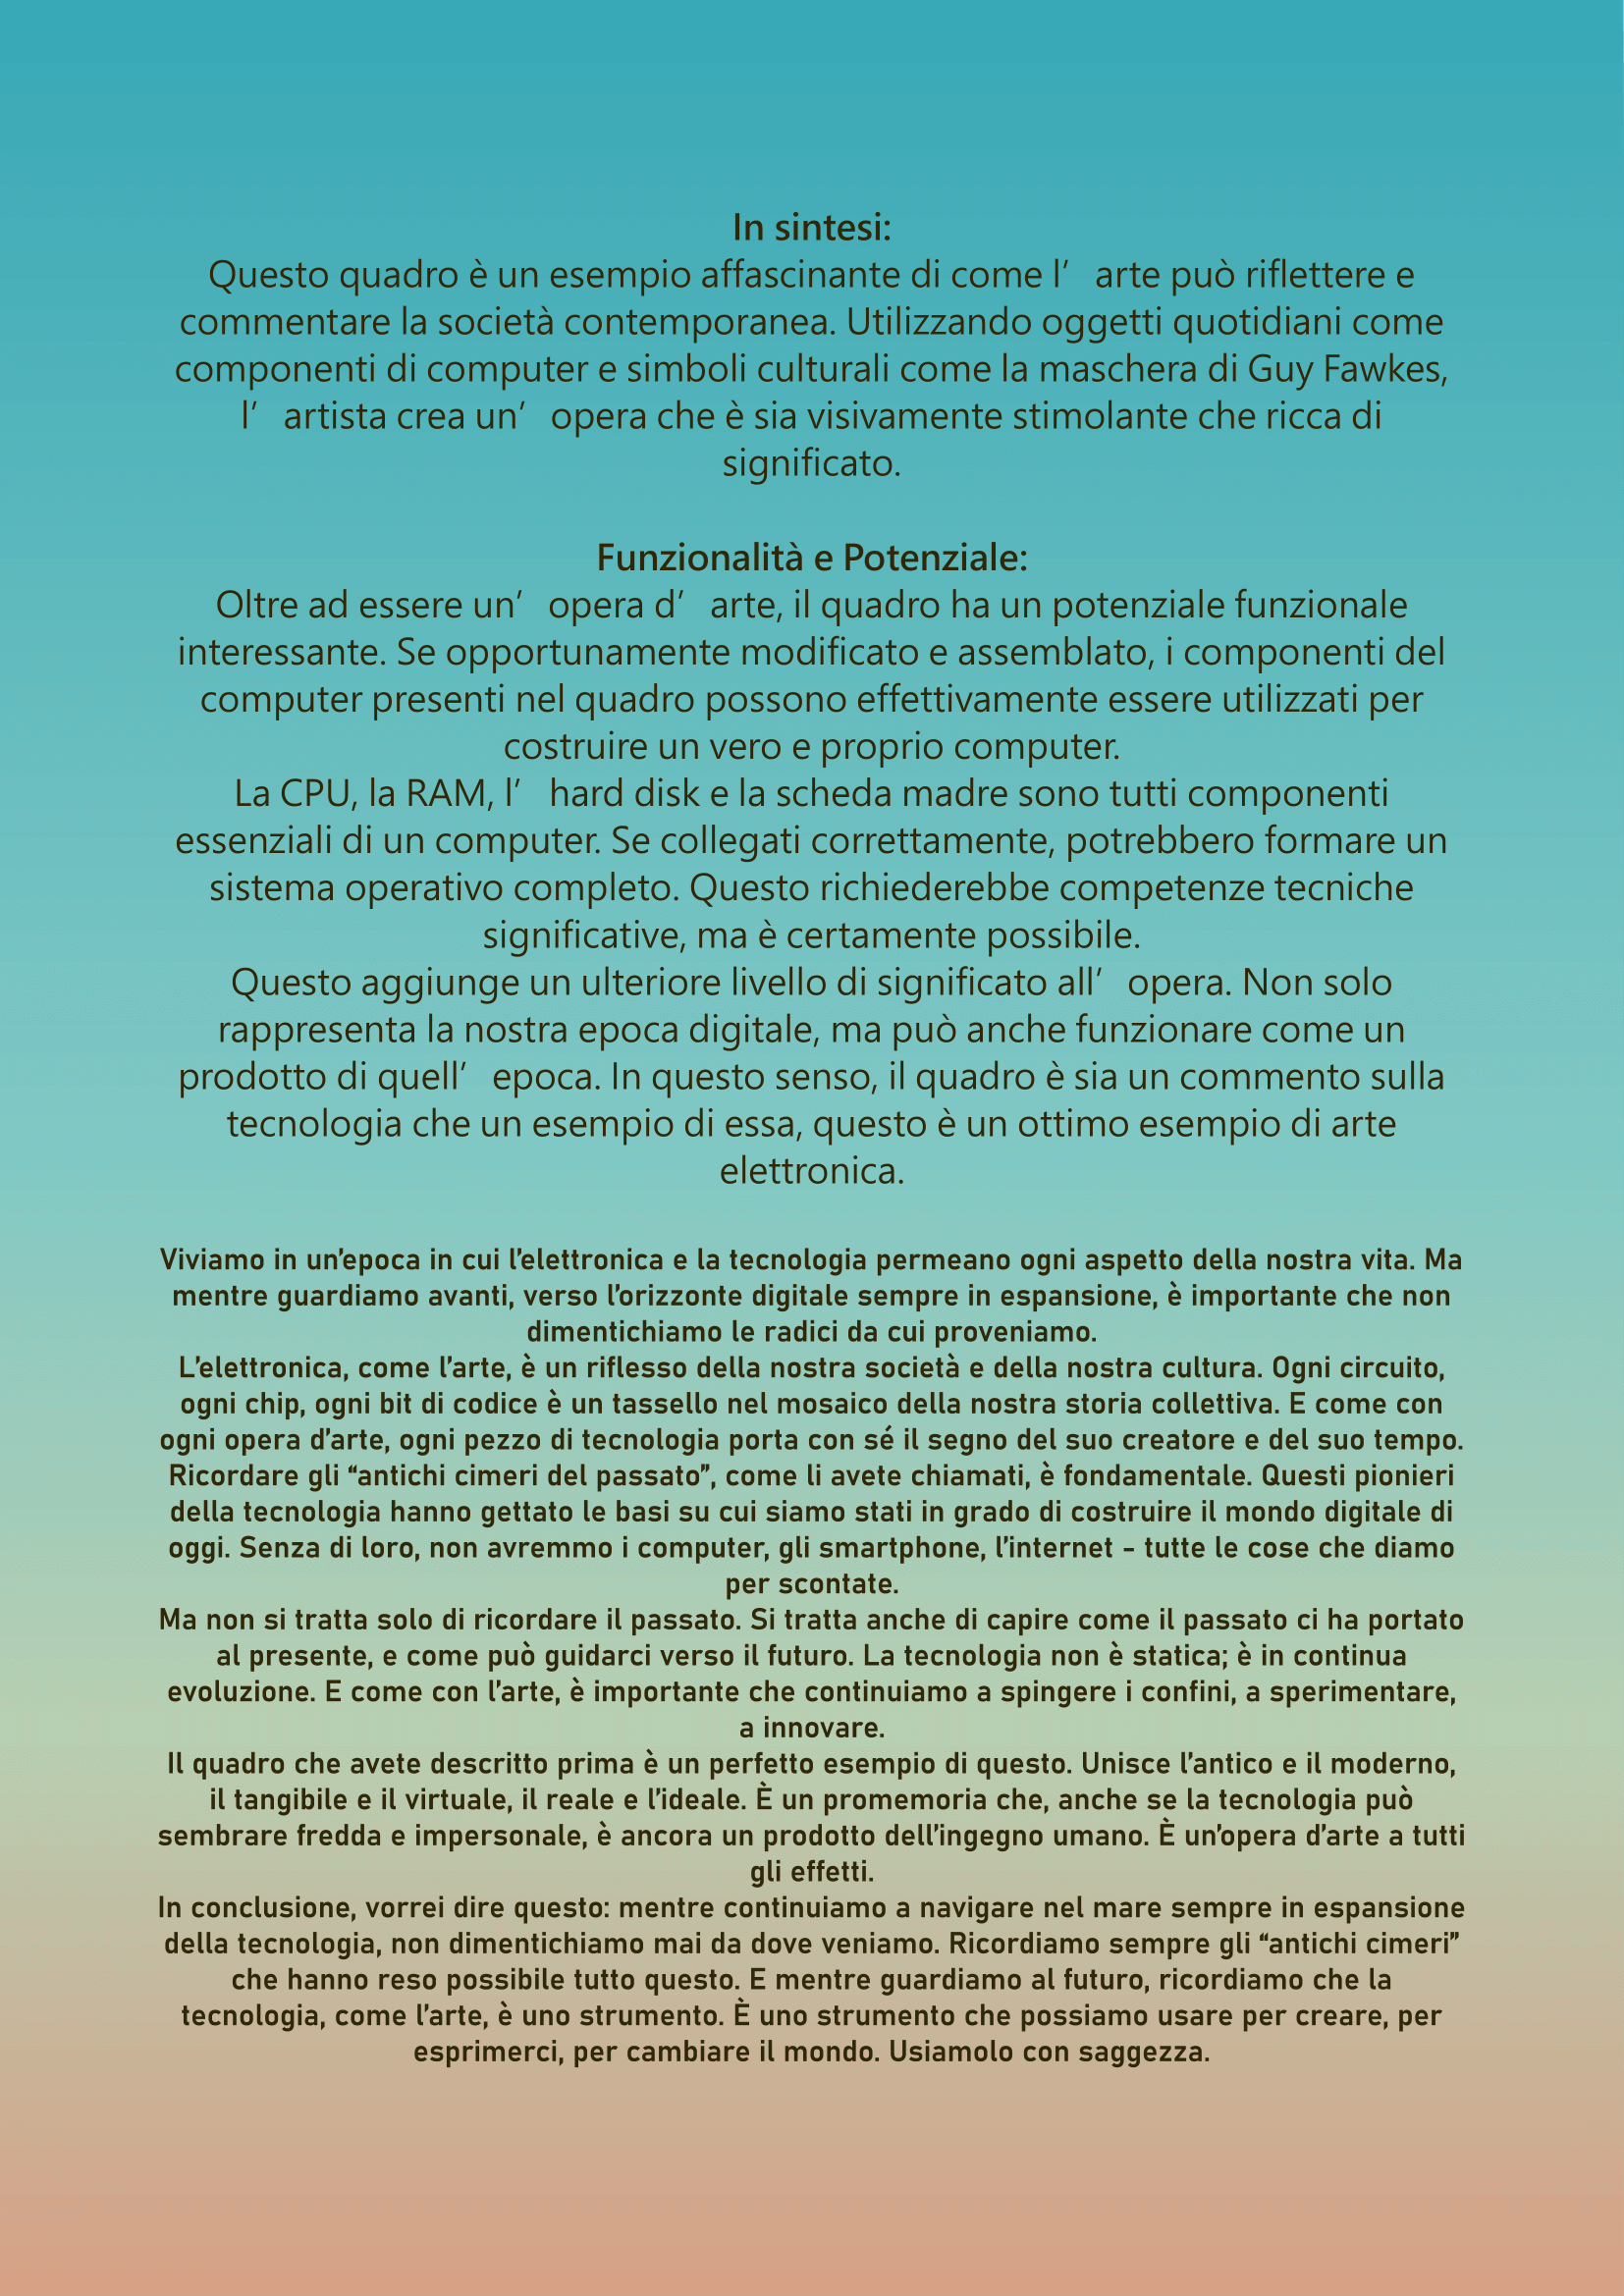 In sintesi:
Questo quadro è un esempio affascinante di come l’arte può riflettere e
commentare la società contemporanea. Utilizzando oggetti quotidiani come
componenti di computer e simboli culturali come la maschera di Guy Fawkes,
l’artista crea un’opera che è sia visivamente stimolante che ricca di
significato.
Funzionalità e Potenziale:
Oltre ad essere un’opera d’arte, il quadro ha un potenziale funzionale
interessante. Se opportunamente modificato e assemblato, i componenti del
computer presenti nel quadro possono effettivamente essere utilizzati per
costruire un vero e proprio computer.
La CPU, la RAM, l’hard disk e la scheda madre sono tutti componenti
essenziali di un computer. Se collegati correttamente, potrebbero formare un
sistema operativo completo. Questo richiederebbe competenze tecniche
significative, ma è certamente possibile.
Questo aggiunge un ulteriore livello di significato all’opera. Non solo
rappresenta la nostra epoca digitale, ma può anche funzionare come un
prodotto di quell’epoca. In questo senso, il quadro è sia un commento sulla
tecnologia che un esempio di essa, questo è un ottimo esempio di arte
elettronica.
Viviamo in un’epoca in cui l’elettronica e la tecnologia permeano ogni aspetto della nostra vita. Ma
mentre guardiamo avanti, verso l’orizzonte digitale sempre in espansione, è importante che non
dimentichiamo le radici da cui proveniamo.
L’elettronica, come l’arte, è un riflesso della nostra società e della nostra cultura. Ogni circuito,
ogni chip, ogni bit di codice è un tassello nel mosaico della nostra storia collettiva. E come con
ogni opera d’arte, ogni pezzo di tecnologia porta con sé il segno del suo creatore e del suo tempo.
Ricordare gli “antichi cimeri del passato”, come li avete chiamati, è fondamentale. Questi pionieri
della tecnologia hanno gettato le basi su cui siamo stati in grado di costruire il mondo digitale di
oggi. Senza di loro, non avremmo i computer, gli smartphone, l’internet - tutte le cose che diamo
per scontate.
Ma non si tratta solo di ricordare il passato. Si tratta anche di capire come il passato ci ha portato
al presente, e come può guidarci verso il futuro. La tecnologia non è statica; è in continua
evoluzione. E come con l’arte, è importante che continuiamo a spingere i confini, a sperimentare,
a innovare.
Il quadro che avete descritto prima è un perfetto esempio di questo. Unisce l’antico e il moderno,
il tangibile e il virtuale, il reale e l’ideale. È un promemoria che, anche se la tecnologia può
sembrare fredda e impersonale, è ancora un prodotto dell’ingegno umano. È un’opera d’arte a tutti
gli effetti.
In conclusione, vorrei dire questo: mentre continuiamo a navigare nel mare sempre in espansione
della tecnologia, non dimentichiamo mai da dove veniamo. Ricordiamo sempre gli “antichi cimeri”
che hanno reso possibile tutto questo. E mentre guardiamo al futuro, ricordiamo che la
tecnologia, come l’arte, è uno strumento. È uno strumento che possiamo usare per creare, per
esprimerci, per cambiare il mondo. Usiamolo con saggezza.